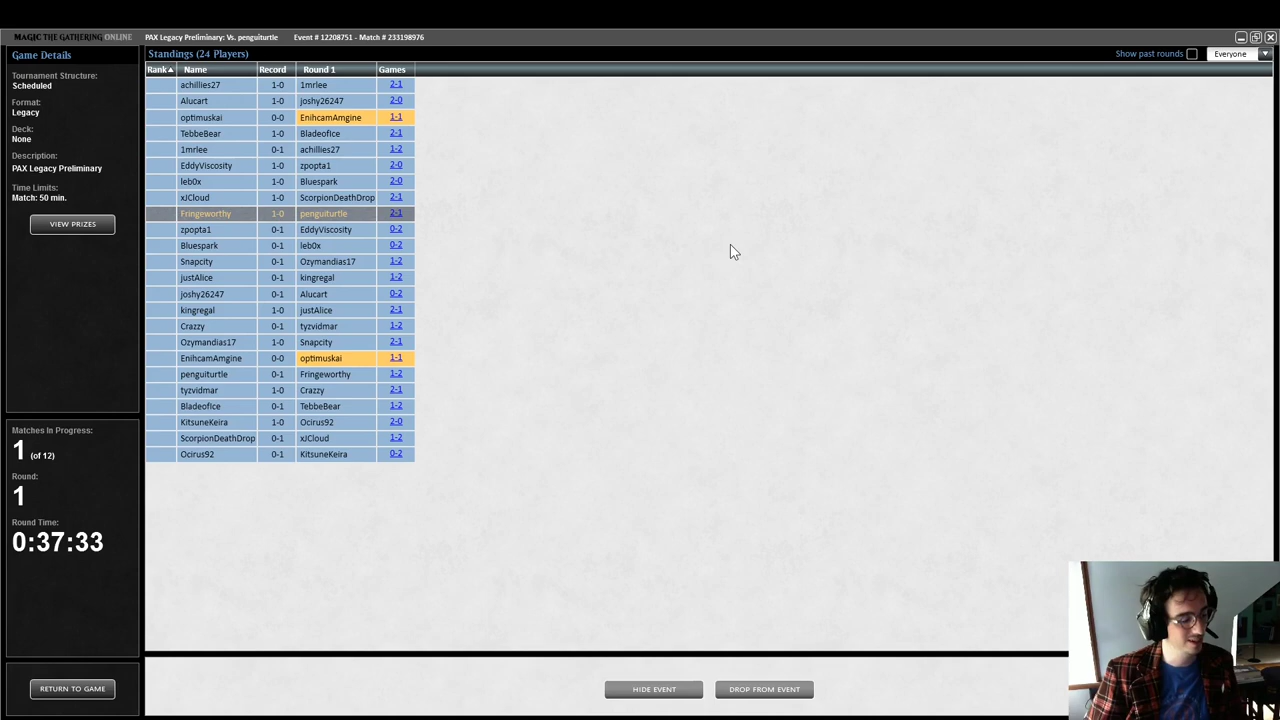 MAGIC THE GATHERING ONLINE PAX Legacy Preliminary: Vs. penguiturtle Event # 12208751 - Match # 233198976
Game Details
Tournament Structure:
Scheduled
Format:
Legacy
Deck:
None
Description:
PAX Legacy Preliminary
Time Limits:
Match: 50 min.
VIEW PRIZES
Matches In Progress:
1 (of 12)
Round:
1
Round Time:
0:37:33
RETURN TO GAME
Standings (24 Players) Show past rounds Everyone
Rank Name Record Round 1 Games
achillies27 1-0 1mrlee 2-1
Alucart 1-0 joshy26247 2-0
optimuskai 0-0 EnihcamAmgine 1-1
TebbeBear 1-0 BladeofIce 2-1
1mrlee 0-1 achillies27 1-2
EddyViscosity 1-0 zpopta1 2-0
leb0x 1-0 Bluespark 2-0
xJCloud 1-0 ScorpionDeathDrop 2-1
Fringeworthy 1-0 penguiturtle 2-1
zpopta1 0-1 EddyViscosity 0-2
Bluespark 0-1 leb0x 0-2
Snapcity 0-1 Ozymandias17 1-2
justAlice 0-1 kingregal 1-2
joshy26247 0-1 Alucart 0-2
kingregal 1-0 justAlice 2-1
Crazzy 0-1 tyzvidmar 1-2
Ozymandias17 1-0 Snapcity 2-1
EnihcamAmgine 0-0 optimuskai 1-1
penguiturtle 0-1 Fringeworthy 1-2
tyzvidmar 1-0 Crazzy 2-1
BladeofIce 0-1 TebbeBear 1-2
KitsuneKeira 1-0 Ocirus92 2-0
ScorpionDeathDrop 0-1 xJCloud 1-2
Ocirus92 0-1 KitsuneKeira 0-2
HIDE EVENT DROP FROM EVENT